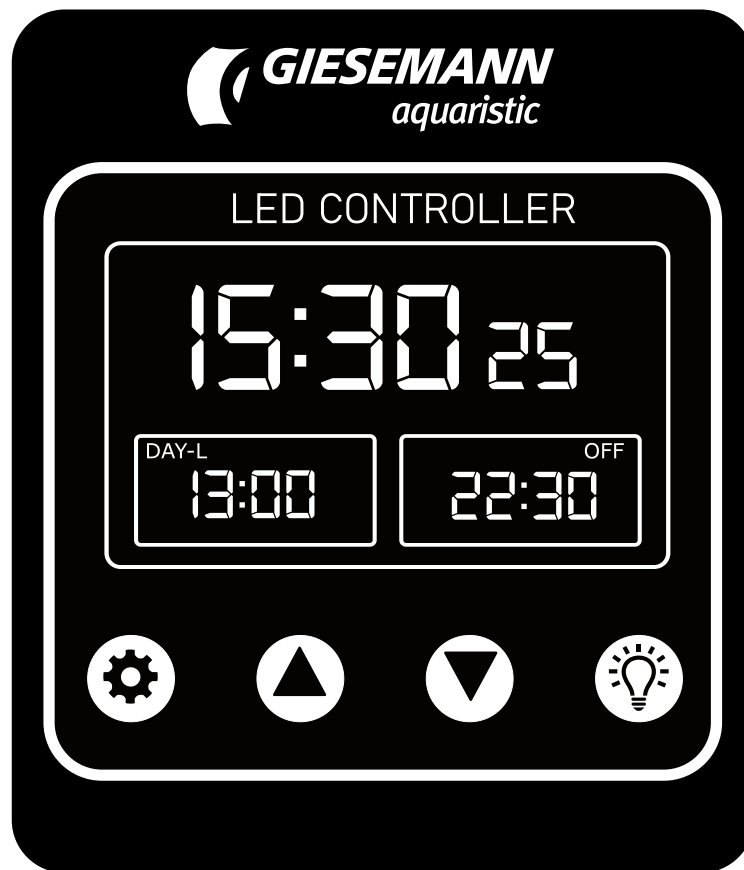 GIESEMANN
aquaristic
LED CONTROLLER
15:30 25
DAY-L OFF
13:00 22:30